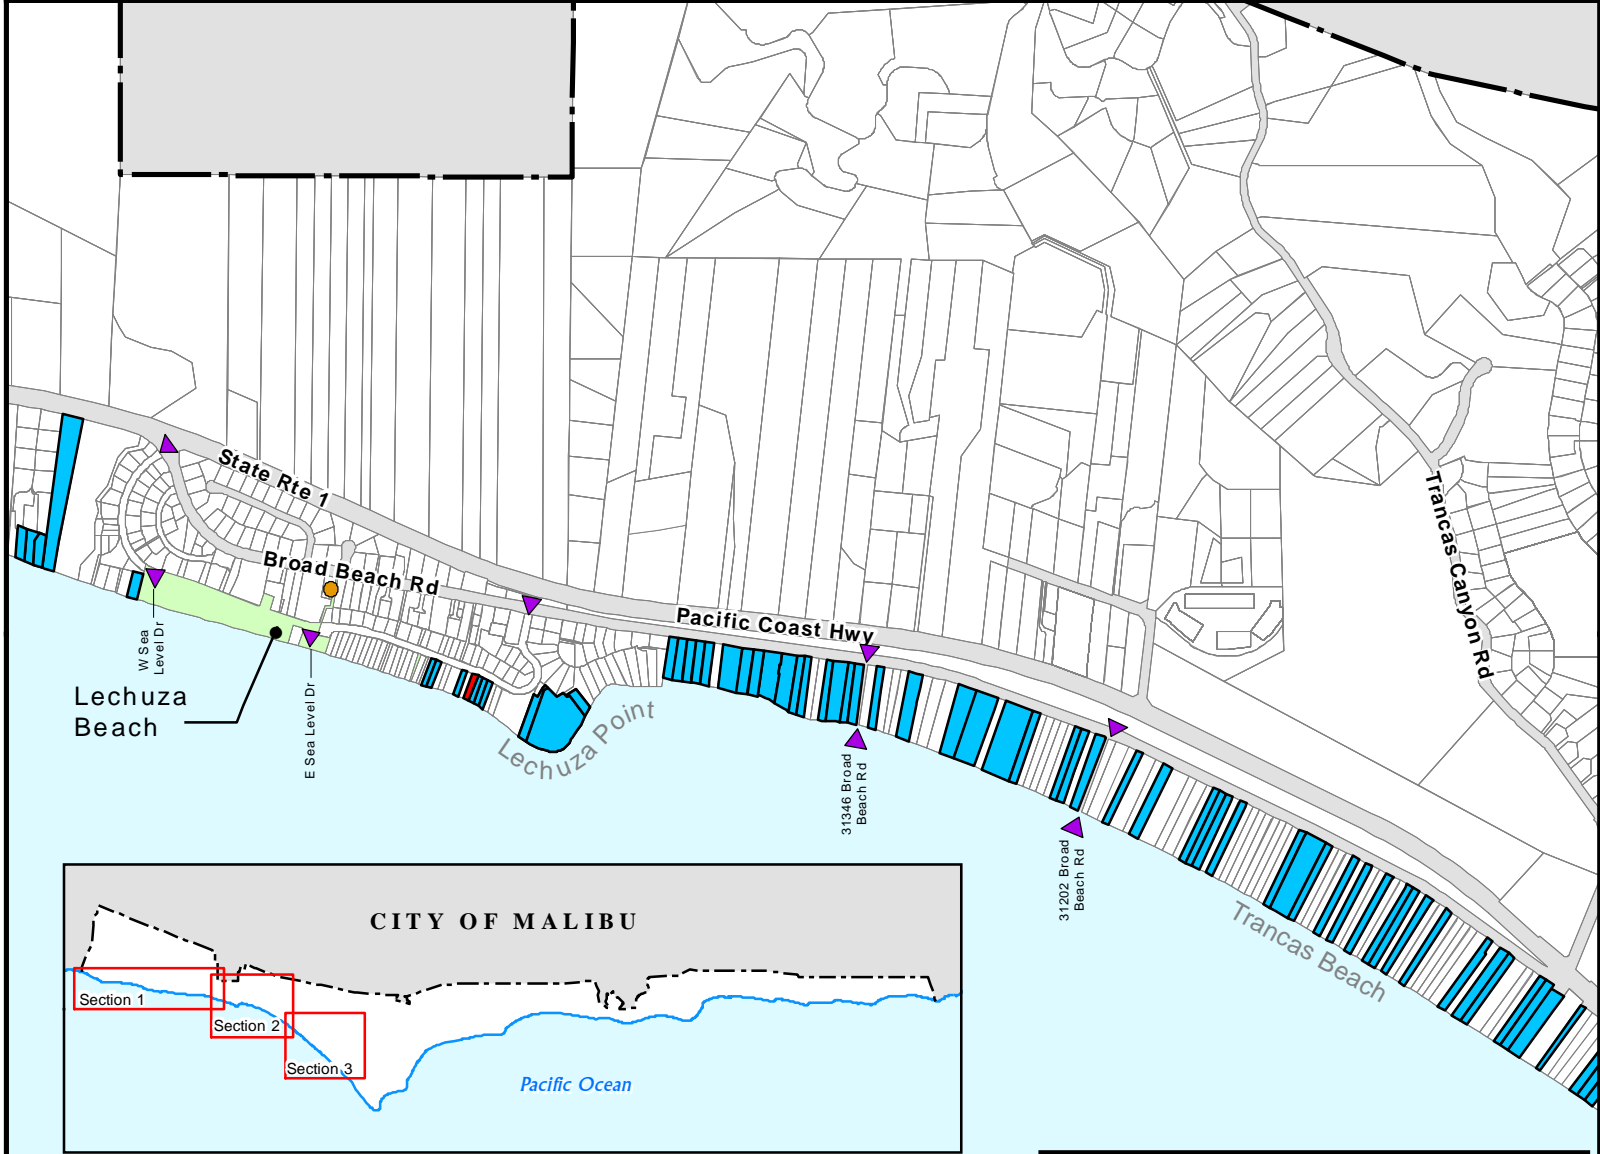 State Rte 1
Broad Beach Rd
Pacific Coast Hwy
Trancas Canyon Rd
W Sea
Level Dr
E Sea Level Dr
Lechuza
Beach
Lechuza Point
31346 Broad
Beach Rd
31202 Broad
Beach Rd
Trancas Beach
CITY OF MALIBU
Section 1
Section 2
Section 3
Pacific Ocean